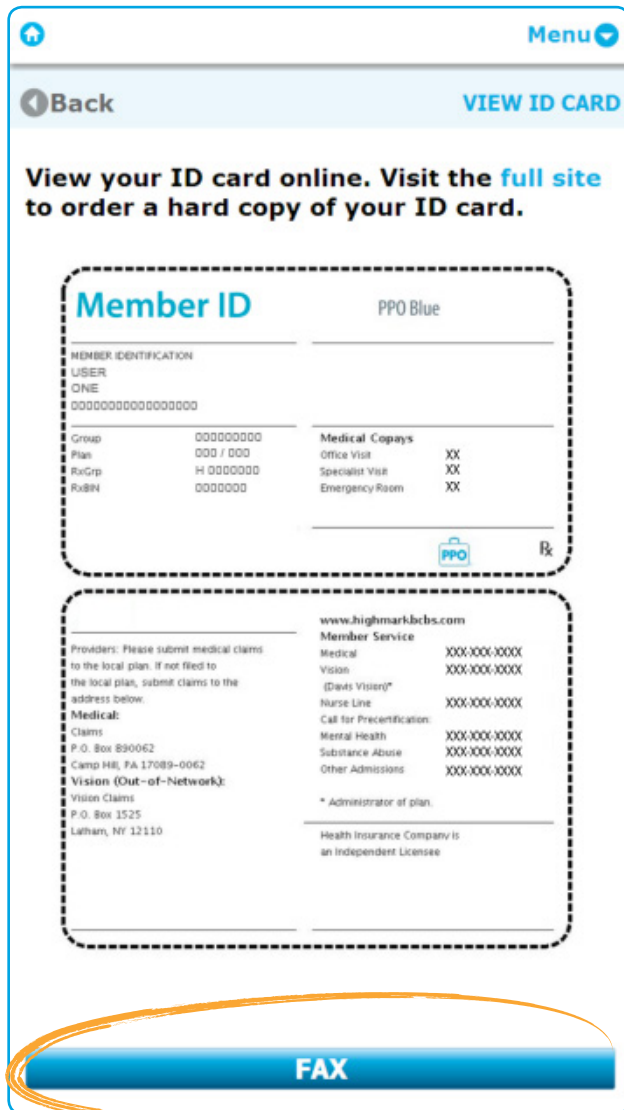 Menu
Back
VIEW ID CARD
View your ID card online. Visit the full site
to order a hard copy of your ID card.
Member ID
PPO Blue
MEMBER IDENTIFICATION
USER
ONE
00000000000000000
Group 000000000
Plan 000 / 000
RxGrp H 0000000
RxBIN 0000000
Medical Copays
Office Visit XX
Specialist Visit XX
Emergency Room XX
PPO
Rx
Providers: Please submit medical claims
to the local plan. If not filed to
the local plan, submit claims to the
address below.
Medical:
Claims
P.O. Box 890062
Camp Hill, PA 17089-0062
Vision (Out-of-Network):
Vision Claims
P.O. Box 1525
Latham, NY 12110
www.highmarkbcbs.com
Member Service
Medical XXX-XXX-XXXX
Vision XXX-XXX-XXXX
(Davis Vision)*
Nurse Line XXX-XXX-XXXX
Call for Precertification:
Mental Health XXX-XXX-XXXX
Substance Abuse XXX-XXX-XXXX
Other Admissions XXX-XXX-XXXX
* Administrator of plan.
Health Insurance Company is
an Independent Licensee
FAX